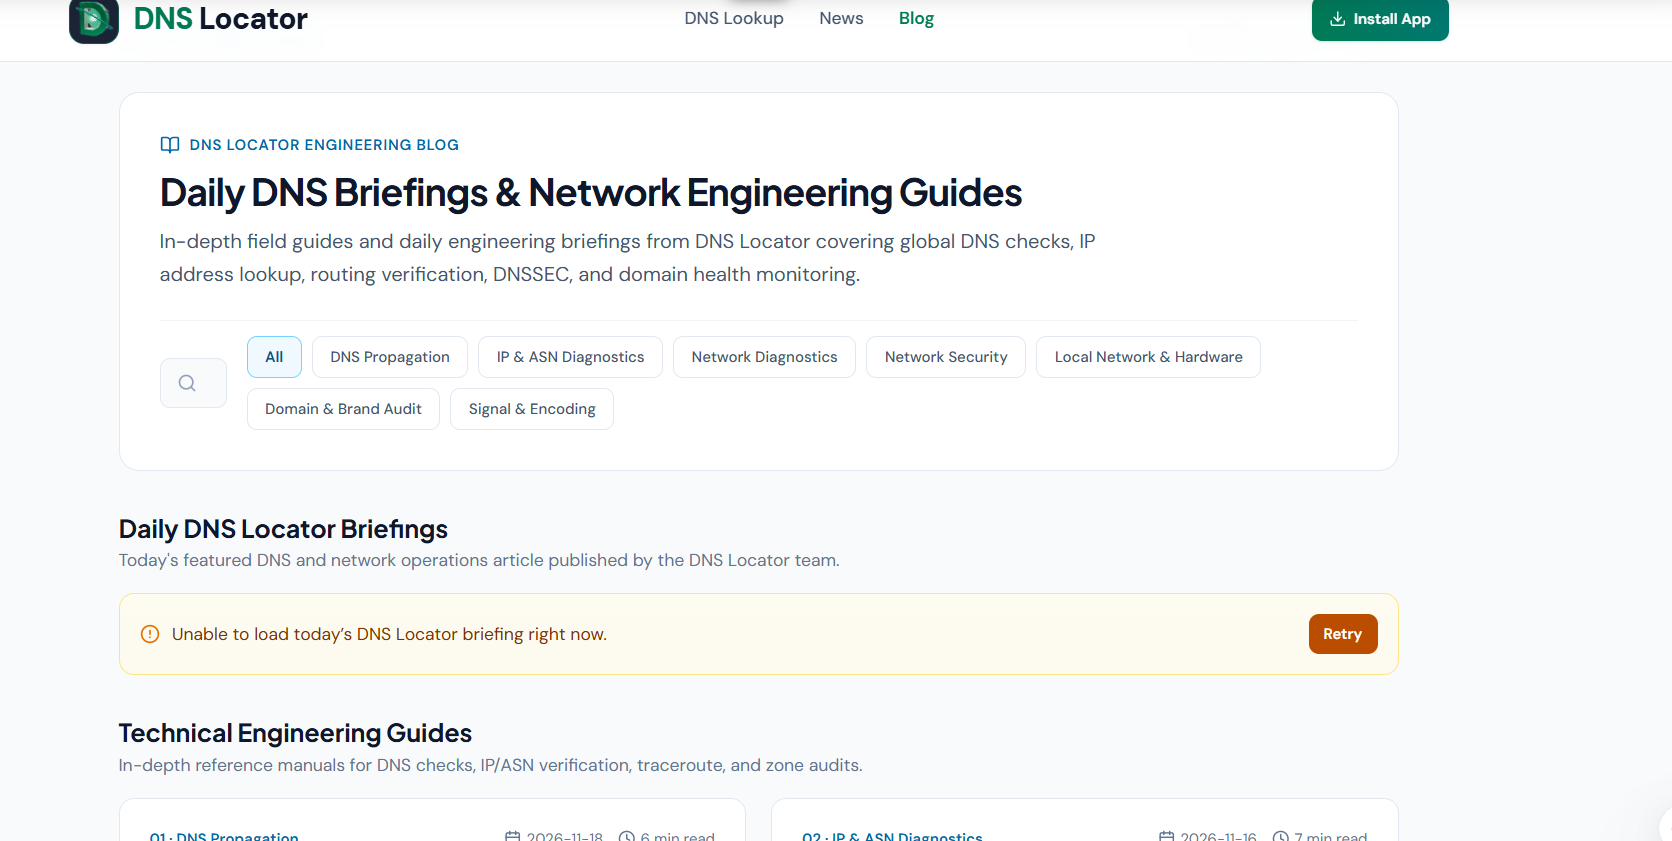 DNS Locator
DNS Lookup
News
Blog
Install App
DNS LOCATOR ENGINEERING BLOG
Daily DNS Briefings & Network Engineering Guides
In-depth field guides and daily engineering briefings from DNS Locator covering global DNS checks, IP
address lookup, routing verification, DNSSEC, and domain health monitoring.
All
DNS Propagation
IP & ASN Diagnostics
Network Diagnostics
Network Security
Local Network & Hardware
Domain & Brand Audit
Signal & Encoding
Daily DNS Locator Briefings
Today's featured DNS and network operations article published by the DNS Locator team.
Unable to load today’s DNS Locator briefing right now.
Retry
Technical Engineering Guides
In-depth reference manuals for DNS checks, IP/ASN verification, traceroute, and zone audits.
01 · DNS Propagation
2026-11-18
6 min read
02 · IP & ASN Diagnostics
2026-11-16
7 min read